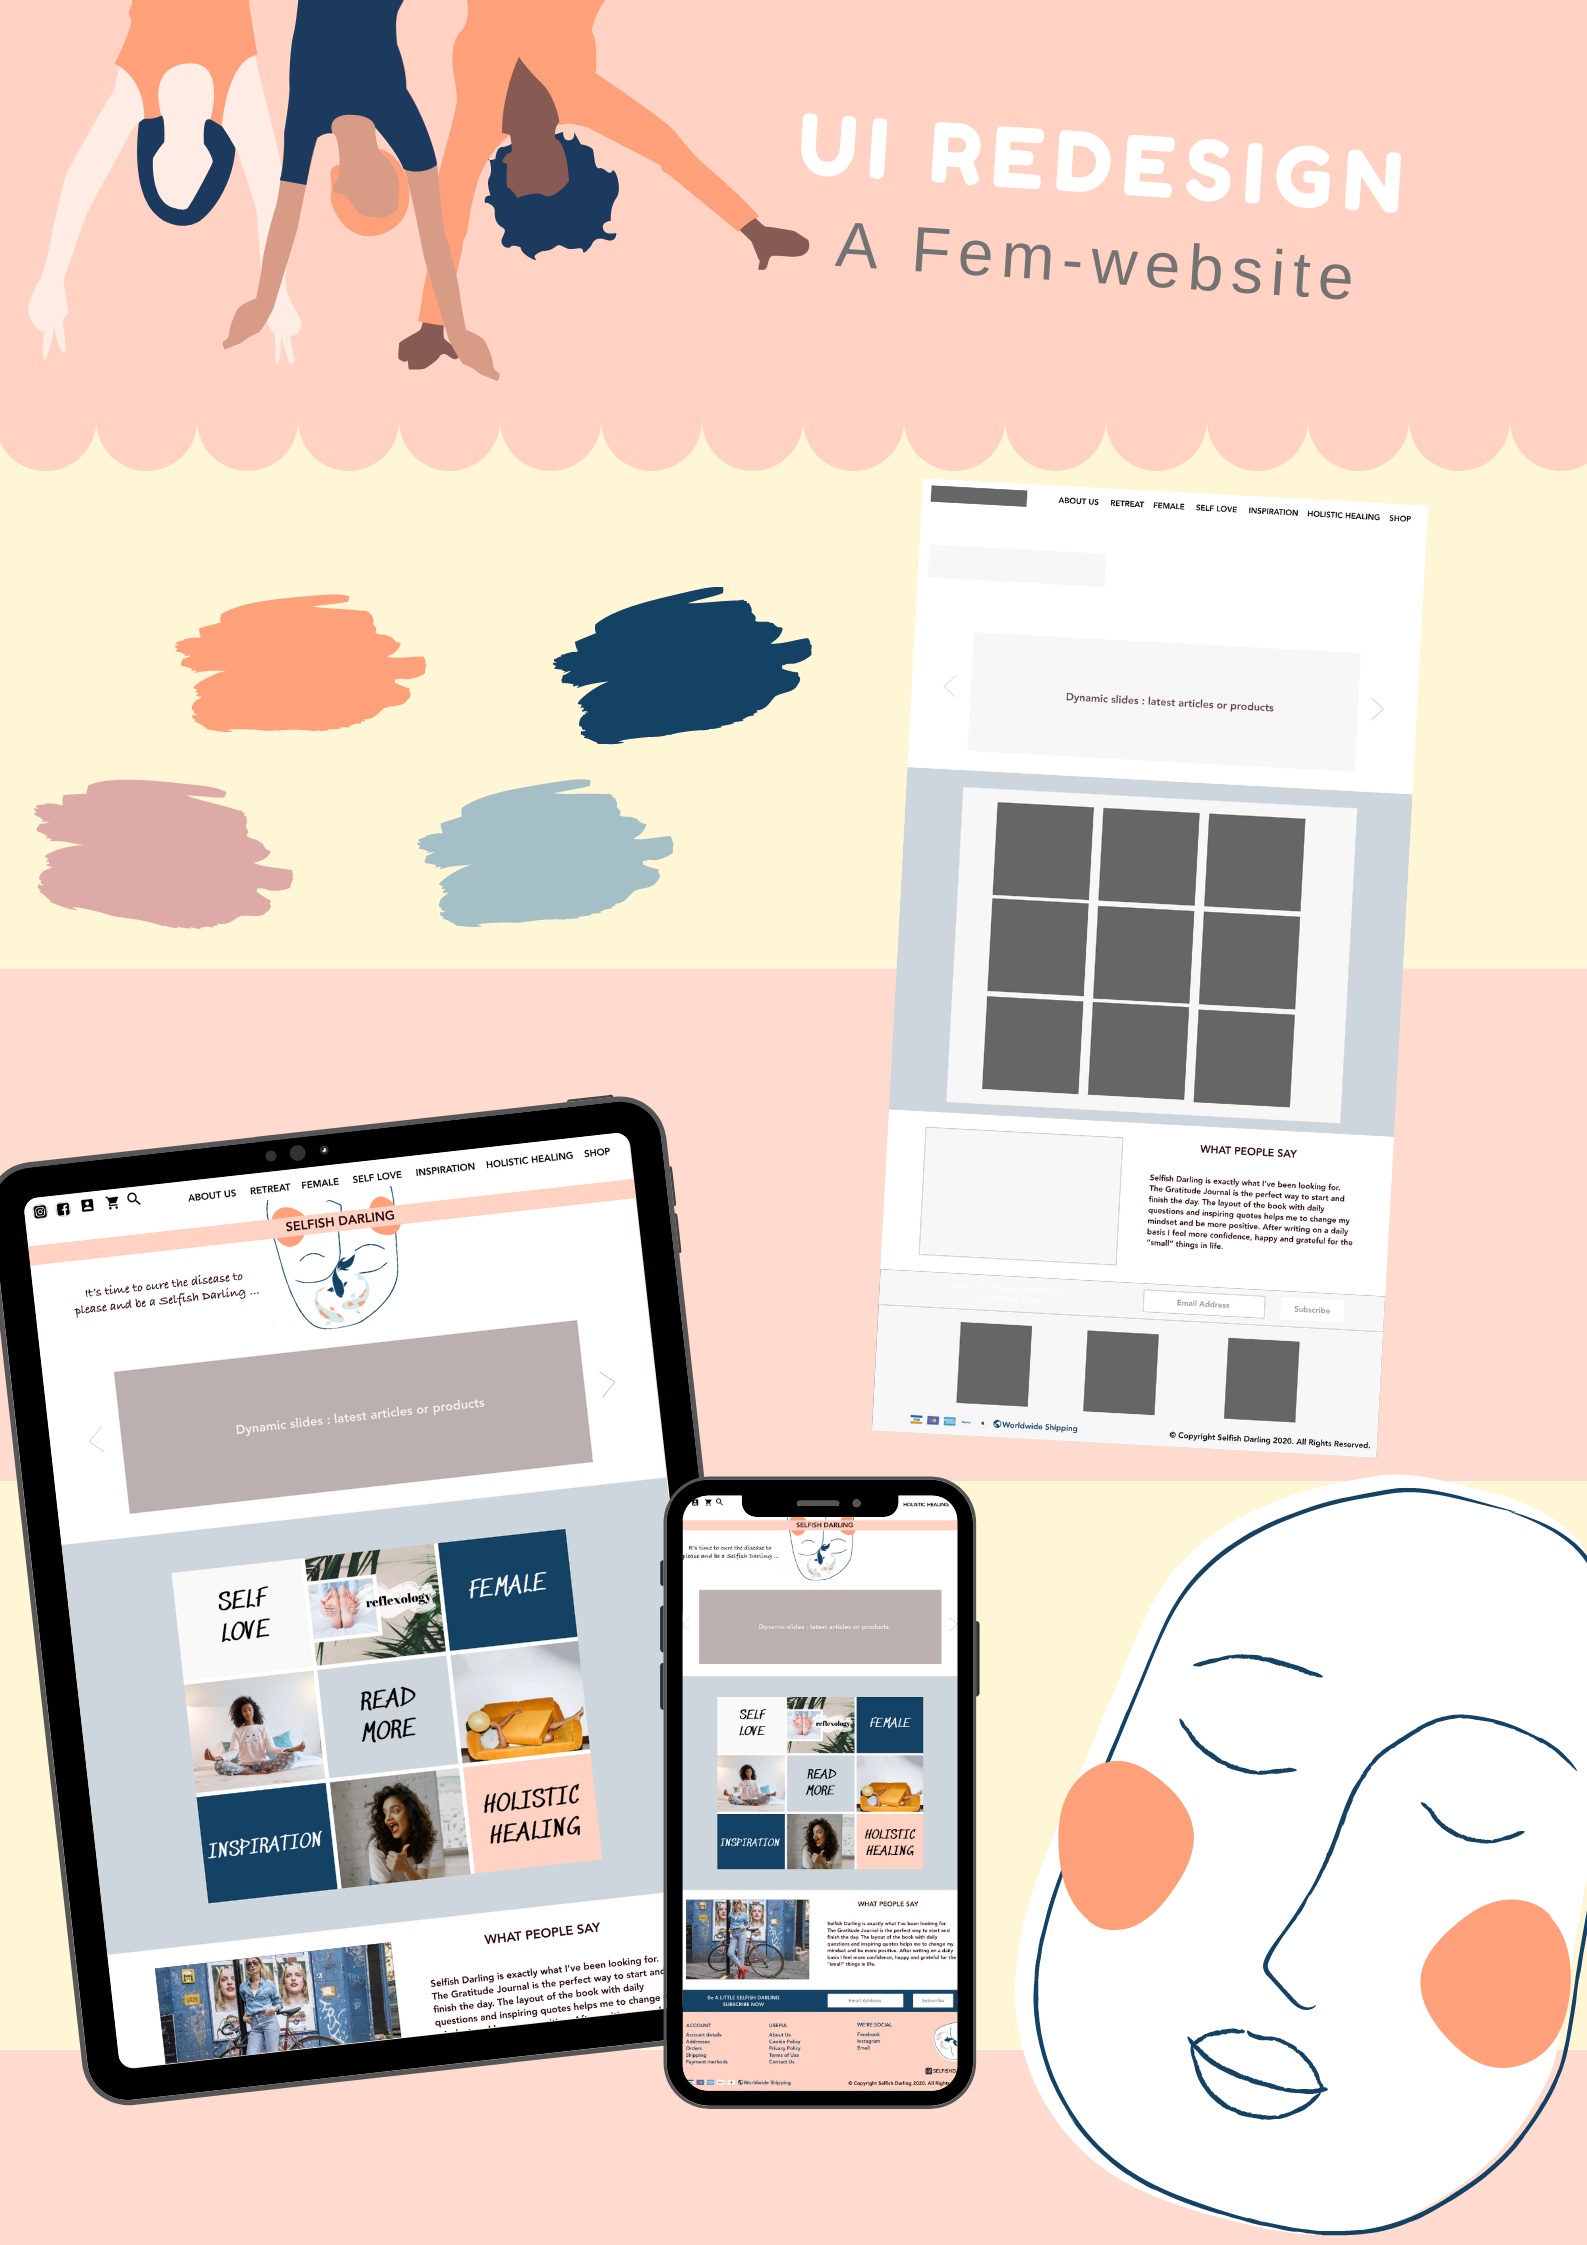 UI REDESIGN
A Fem-website
ABOUT US RETREAT FEMALE SELF LOVE INSPIRATION HOLISTIC HEALING SHOP
Dynamic slides : latest articles or products
WHAT PEOPLE SAY
Selfish Darling is exactly what I've been looking for.
The Gratitude Journal is the perfect way to start and
finish the day. The layout of the book with daily
questions and inspiring quotes helps me to change my
mindset and be more positive. After writing on a daily
basis I feel more confidence, happy and grateful for the
"small" things in life.
Email Address Subscribe
Worldwide Shipping
© Copyright Selfish Darling 2020. All Rights Reserved.
ABOUT US RETREAT FEMALE SELF LOVE INSPIRATION HOLISTIC HEALING SHOP
SELFISH DARLING
It's time to cure the disease to
please and be a Selfish Darling ...
Dynamic slides : latest articles or products
SELF
LOVE
reflexology
FEMALE
READ
MORE
INSPIRATION
HOLISTIC
HEALING
WHAT PEOPLE SAY
Selfish Darling is exactly what I've been looking for.
The Gratitude Journal is the perfect way to start and
finish the day. The layout of the book with daily
questions and inspiring quotes helps me to change
HOLISTIC HEALING
SELFISH DARLING
It's time to cure the disease to
please and be a Selfish Darling ...
Dynamic slides : latest articles or products
SELF
LOVE
reflexology
FEMALE
READ
MORE
INSPIRATION
HOLISTIC
HEALING
WHAT PEOPLE SAY
Selfish Darling is exactly what I've been looking for.
The Gratitude Journal is the perfect way to start and
finish the day. The layout of the book with daily
questions and inspiring quotes helps me to change my
mindset and be more positive. After writing on a daily
basis I feel more confidence, happy and grateful for the
"small" things in life.
Be A LITTLE SELFISH DARLING
SUBSCRIBE NOW
Email Address Subscribe
ACCOUNT
Account details
Addresses
Orders
Shipping
Payment methods
USEFUL
About Us
Cookie Policy
Privacy Policy
Terms of Use
Contact Us
WE'RE SOCIAL
Facebook
Instagram
Email
SELFISHD
Worldwide Shipping
© Copyright Selfish Darling 2020. All Rights